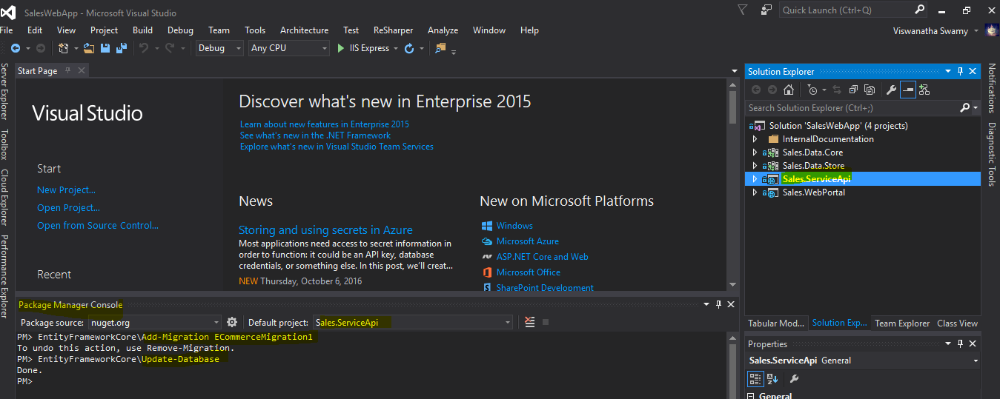 SalesWebApp - Microsoft Visual Studio
Quick Launch (Ctrl+Q)
File Edit View Project Build Debug Team Tools Architecture Test ReSharper Analyze Window Help
Viswanatha Swamy
Debug Any CPU IIS Express
Server Explorer
Toolbox
Cloud Explorer
Performance Explorer
Start Page
Visual Studio
Start
New Project...
Open Project...
Open from Source Control...
Recent
Discover what's new in Enterprise 2015
Learn about new features in Enterprise 2015
See what's new in the .NET Framework
Explore what's new in Visual Studio Team Services
News
Storing and using secrets in Azure
Most applications need access to secret information in
order to function: it could be an API key, database
credentials, or something else. In this post, we'll creat...
NEW Thursday, October 6, 2016
New on Microsoft Platforms
Windows
Microsoft Azure
ASP.NET Core and Web
Microsoft Office
SharePoint Development
Package Manager Console
Package source: nuget.org Default project: Sales.ServiceApi
PM> EntityFrameworkCore\Add-Migration ECommerceMigration1
To undo this action, use Remove-Migration.
PM> EntityFrameworkCore\Update-Database
Done.
PM>
Solution Explorer
Search Solution Explorer (Ctrl+;)
Solution 'SalesWebApp' (4 projects)
InternalDocumentation
Sales.Data.Core
Sales.Data.Store
Sales.ServiceApi
Sales.WebPortal
Tabular Mod... Solution Exp... Team Explorer Class View
Properties
Sales.ServiceApi General
General
Notifications
Diagnostic Tools